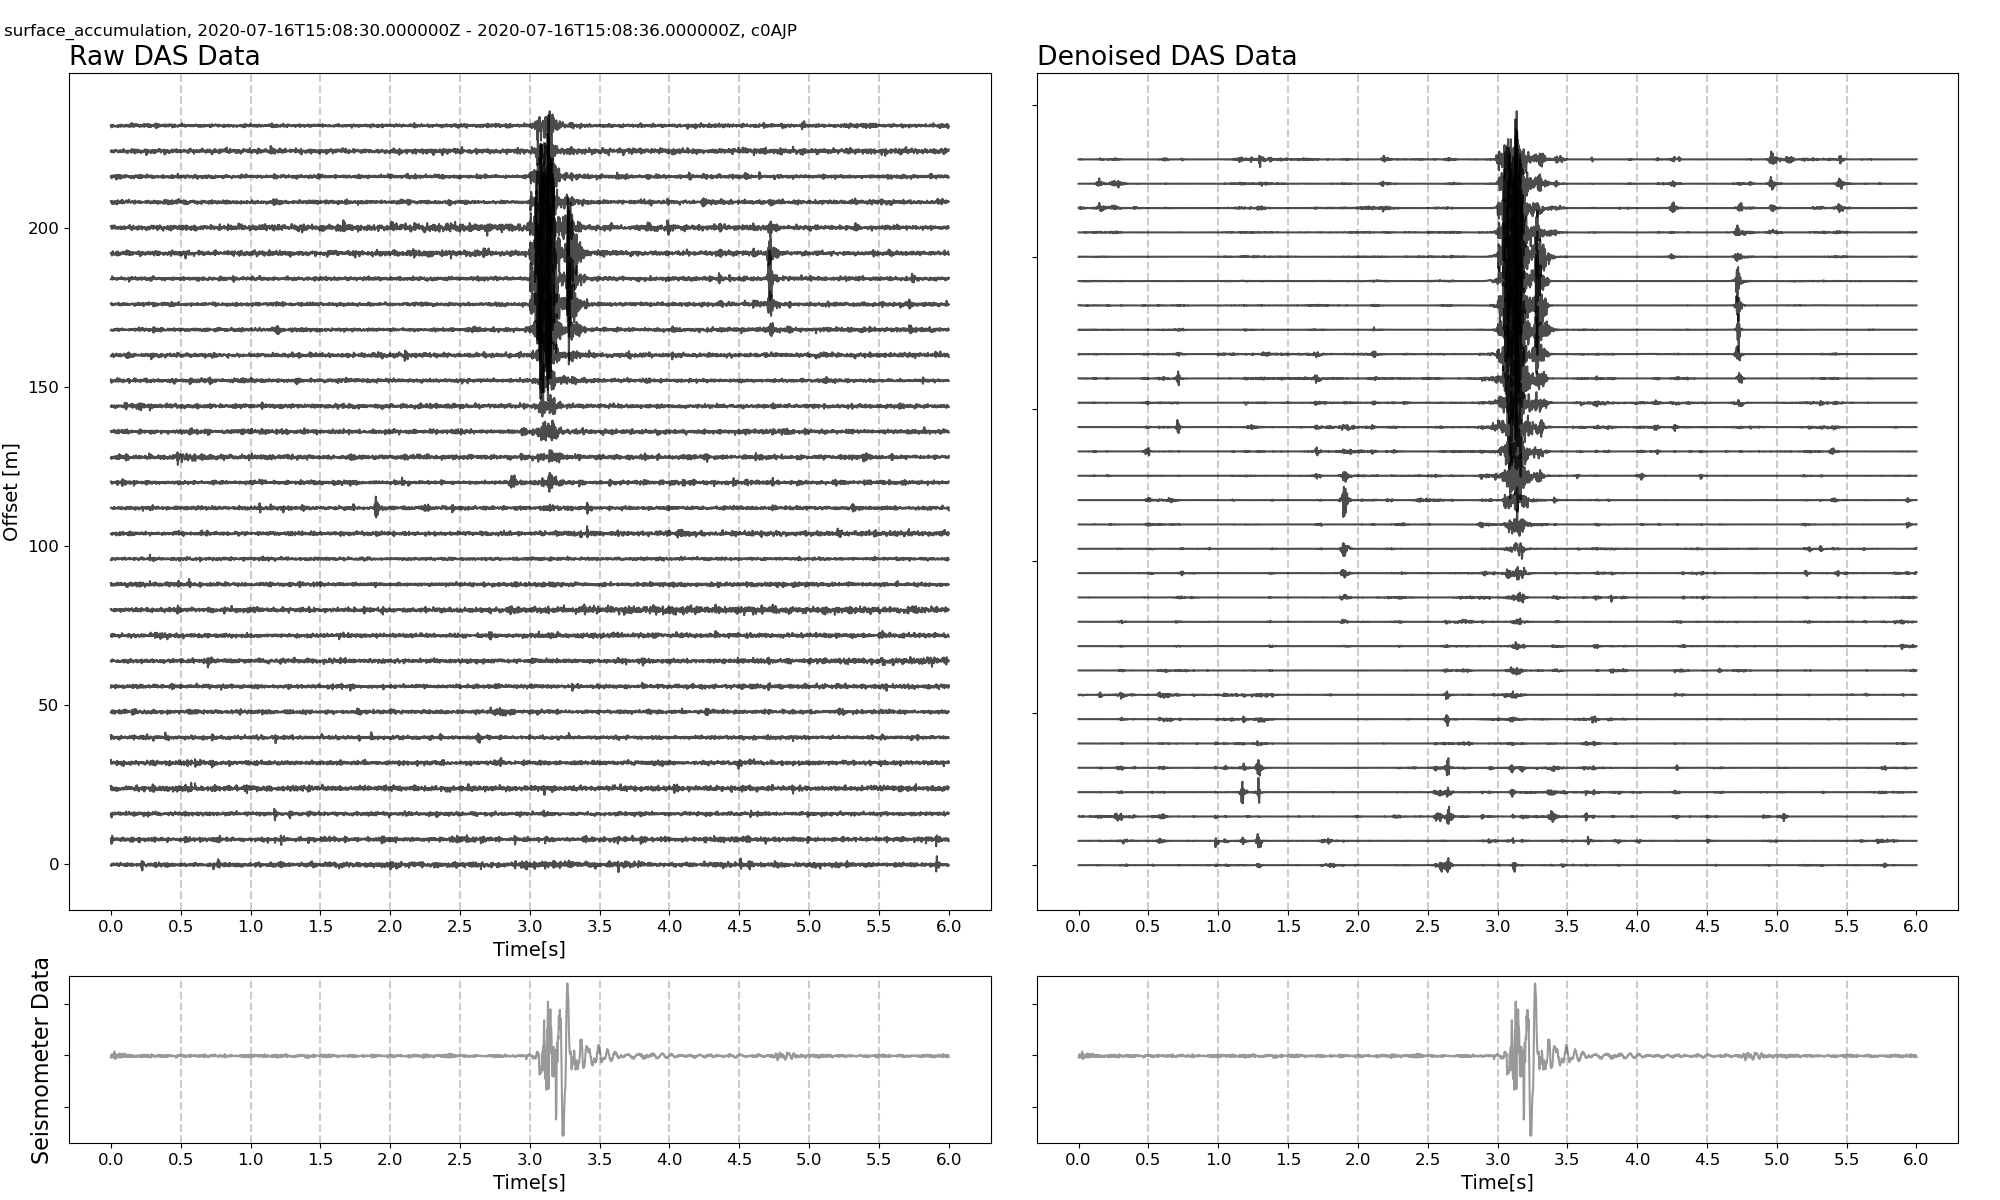 surface_accumulation, 2020-07-16T15:08:30.000000Z - 2020-07-16T15:08:36.000000Z, c0AJP
Raw DAS Data
Denoised DAS Data
Offset [m]
200
150
100
50
0
0.0 0.5 1.0 1.5 2.0 2.5 3.0 3.5 4.0 4.5 5.0 5.5 6.0
Time[s]
0.0 0.5 1.0 1.5 2.0 2.5 3.0 3.5 4.0 4.5 5.0 5.5 6.0
Seismometer Data
0.0 0.5 1.0 1.5 2.0 2.5 3.0 3.5 4.0 4.5 5.0 5.5 6.0
Time[s]
0.0 0.5 1.0 1.5 2.0 2.5 3.0 3.5 4.0 4.5 5.0 5.5 6.0
Time[s]